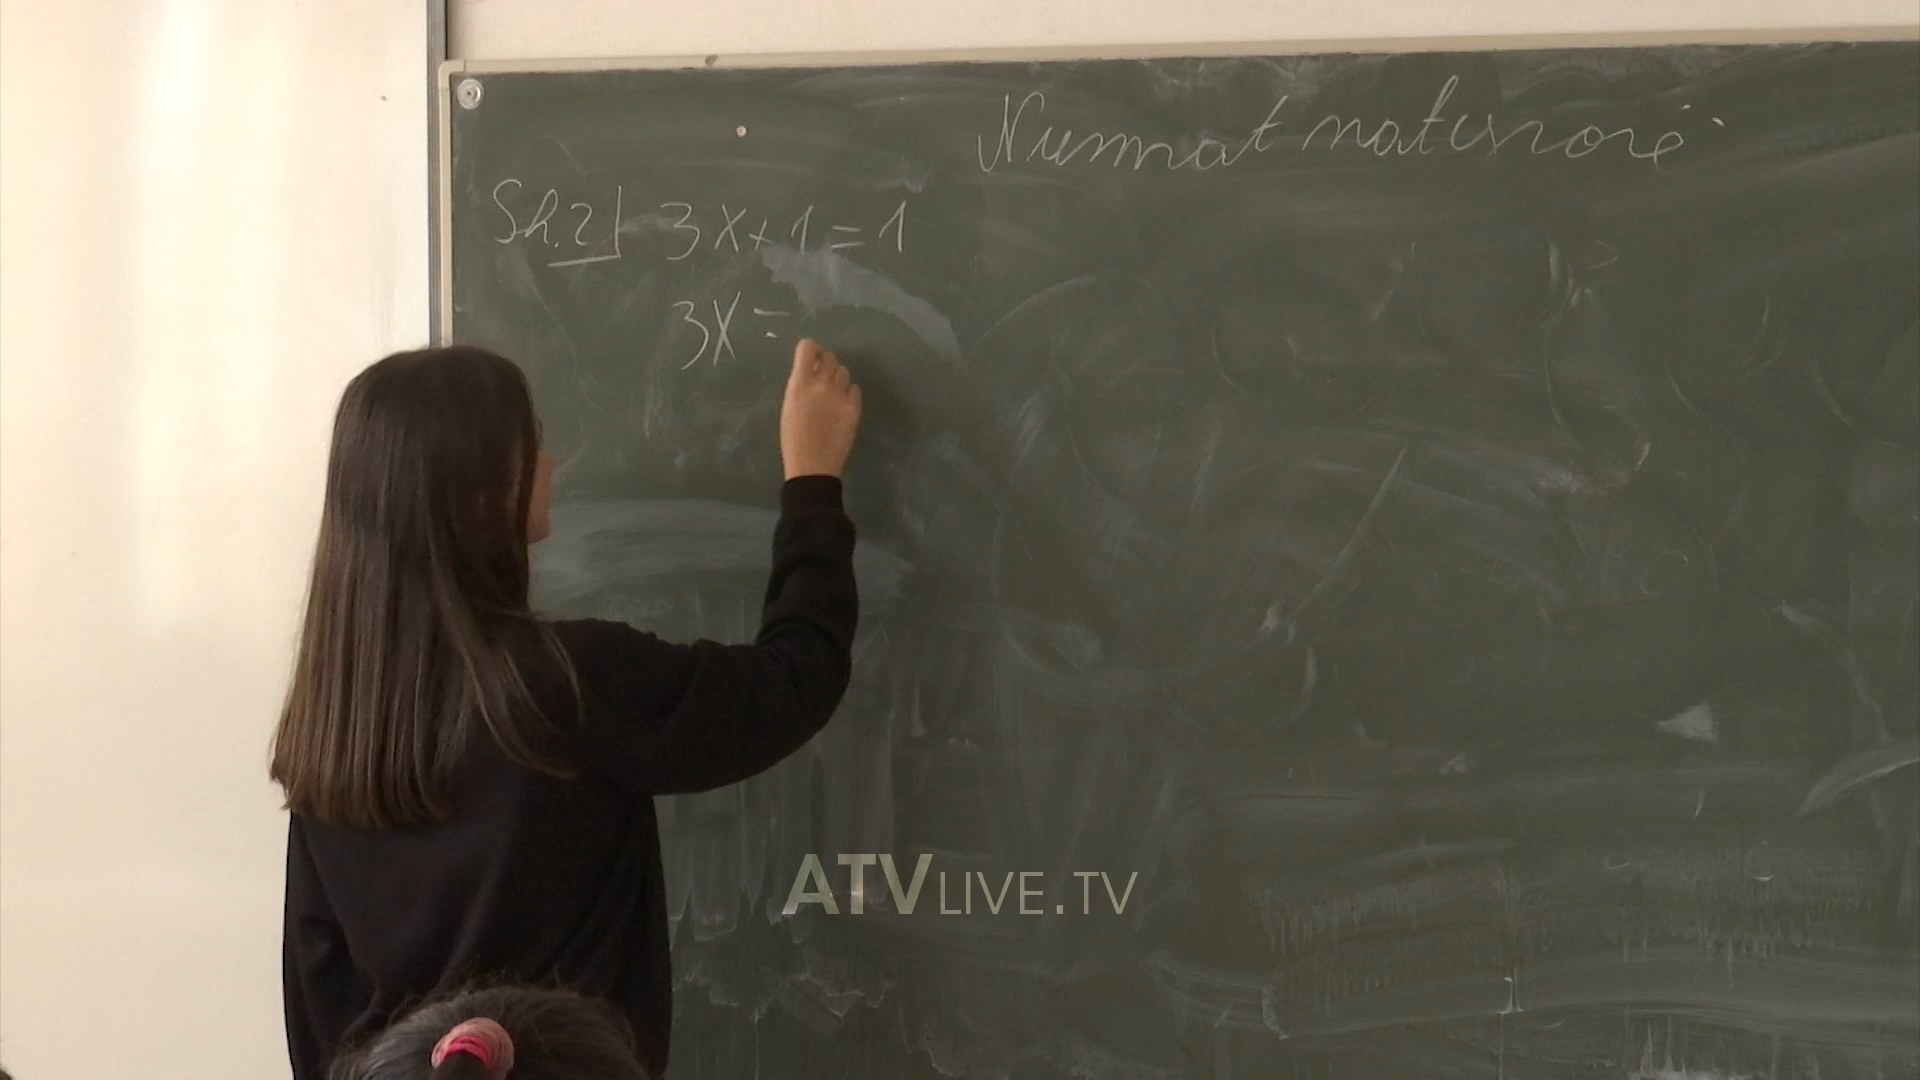 Numrat natyrorë
Sh.2) 3x+1=1
3x=
ATVLIVE.TV